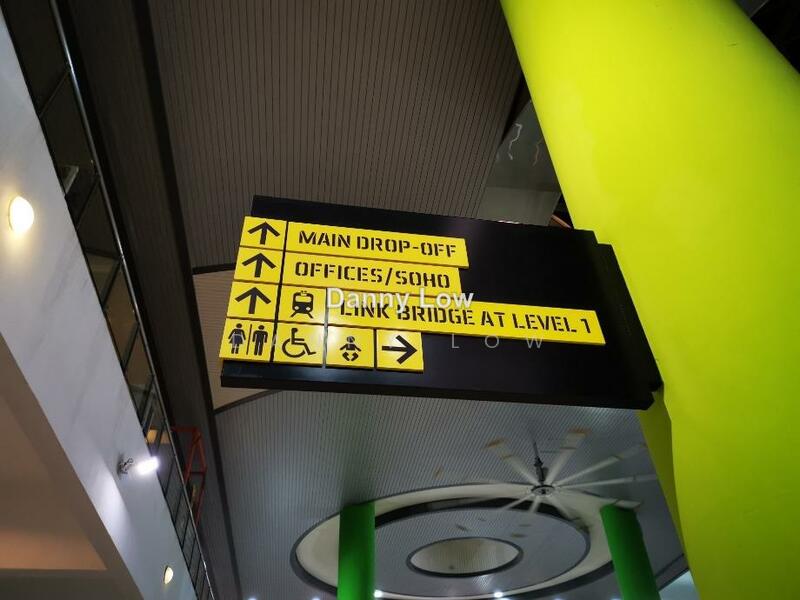 MAIN DROP-OFF
OFFICES/SOHO
LINK BRIDGE AT LEVEL 1
Danny Low